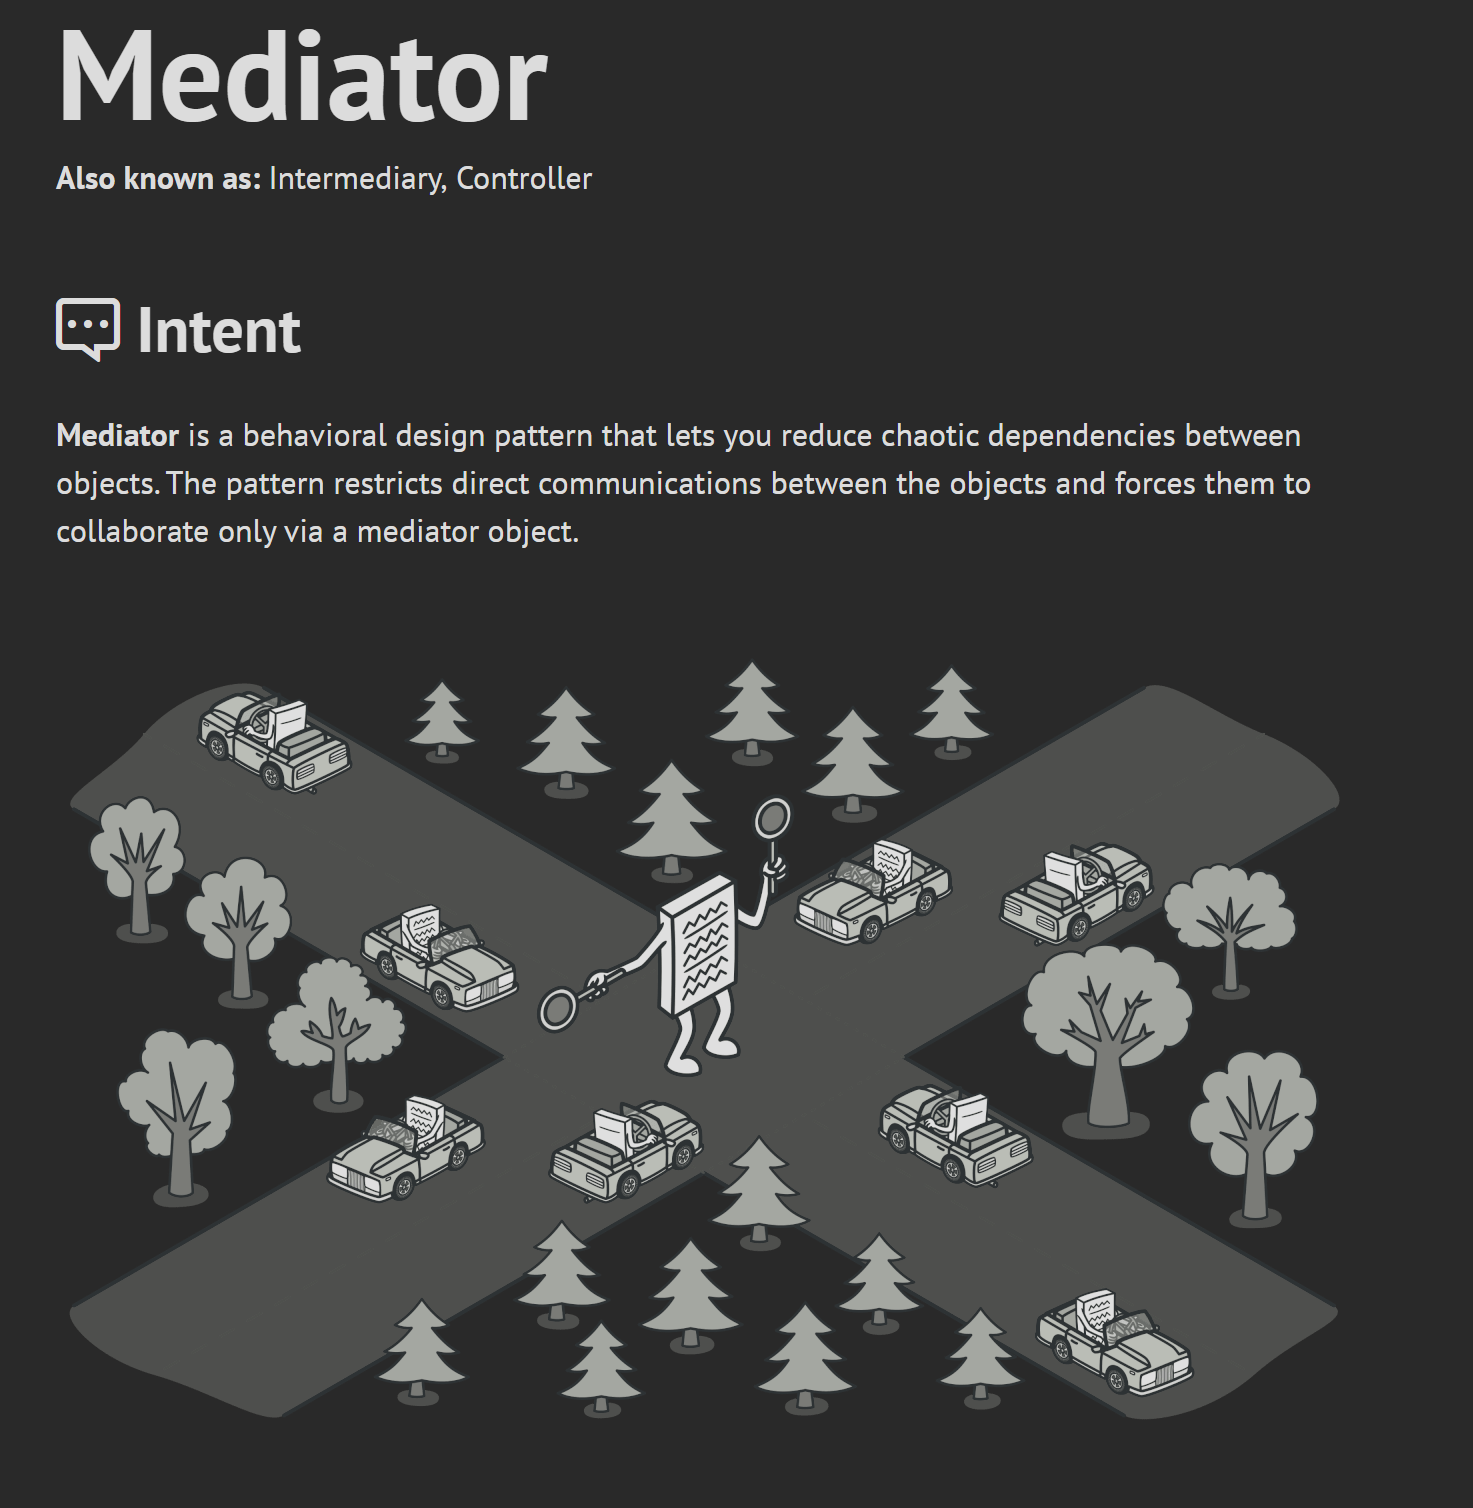 Mediator
Also known as: Intermediary, Controller
Intent
Mediator is a behavioral design pattern that lets you reduce chaotic dependencies between
objects. The pattern restricts direct communications between the objects and forces them to
collaborate only via a mediator object.